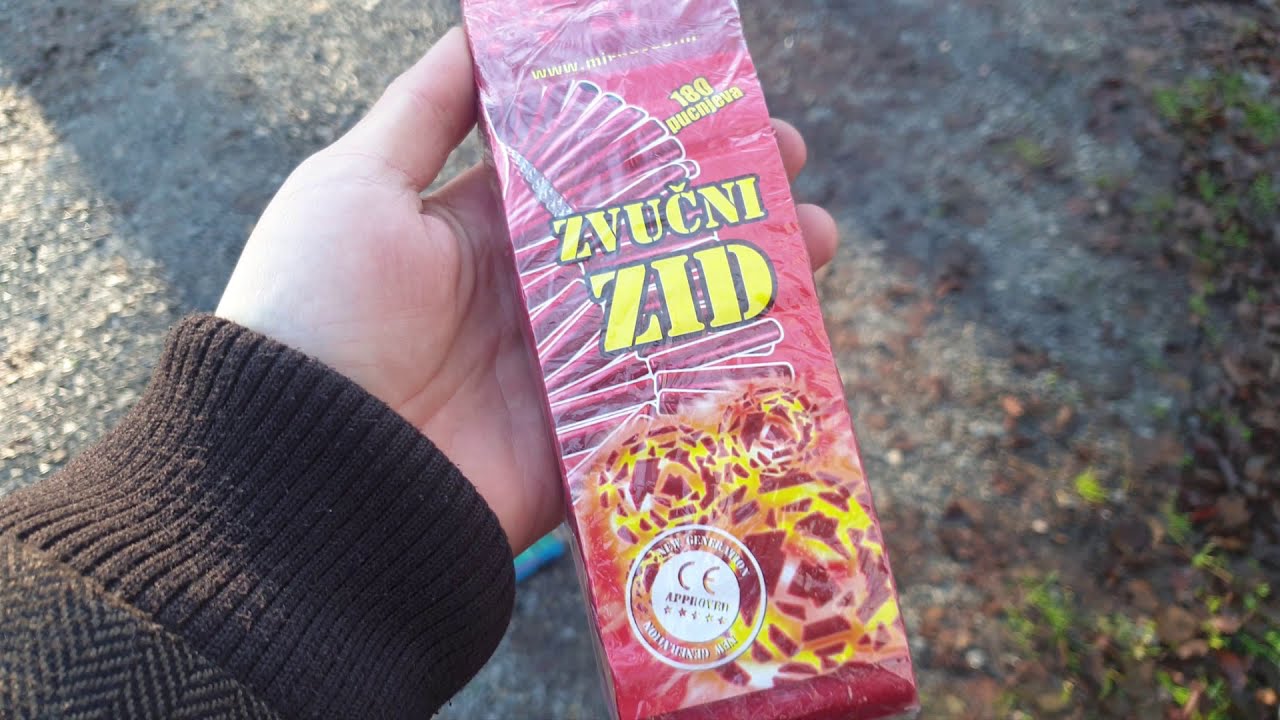 180
pucnjeva
ZVUČNI
ZID
NEW GENERATION
CE
APPROVED
NEW GENERATION